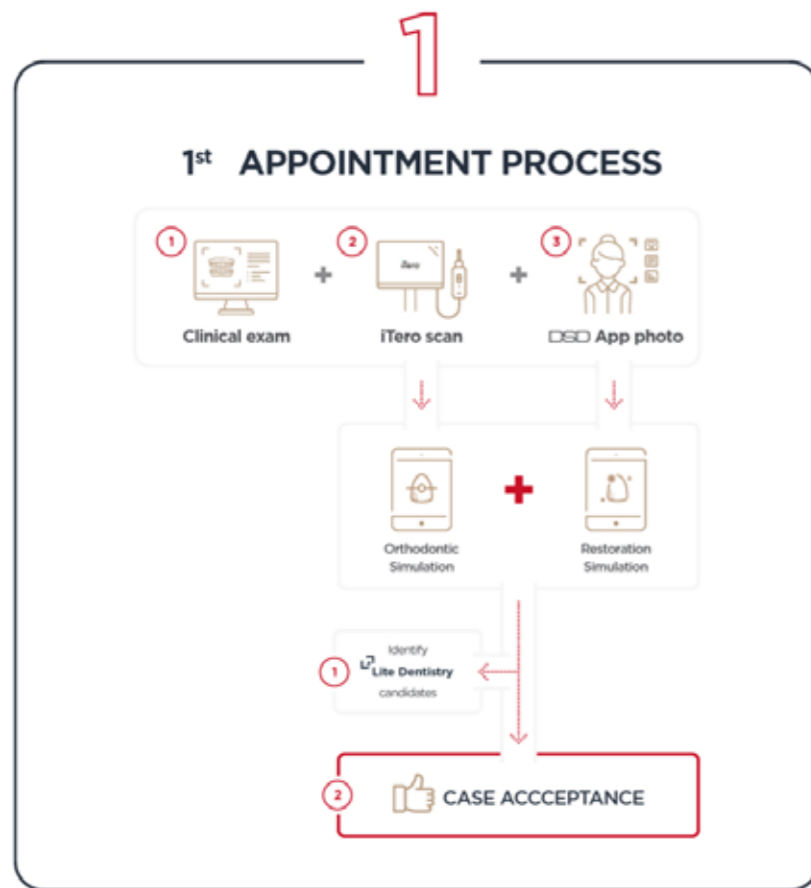 1
1st APPOINTMENT PROCESS
1
2
3
iTero
Clinical exam
iTero scan
DSD App photo
Orthodontic
Simulation
Restoration
Simulation
1
Identify
Lite Dentistry
candidates
2
CASE ACCCEPTANCE